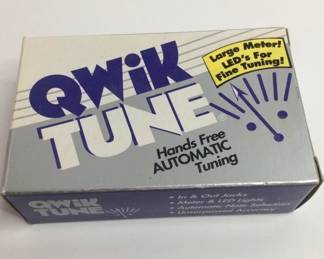 QWiK
TUNE
Large Meter!
LED's For
Fine Tuning!
Hands Free
AUTOMATIC
Tuning
QWiK
TUNE
• In & Out Jacks
• Meter & LED Lights
• Automatic Note Selection
• Unsurpassed Accuracy